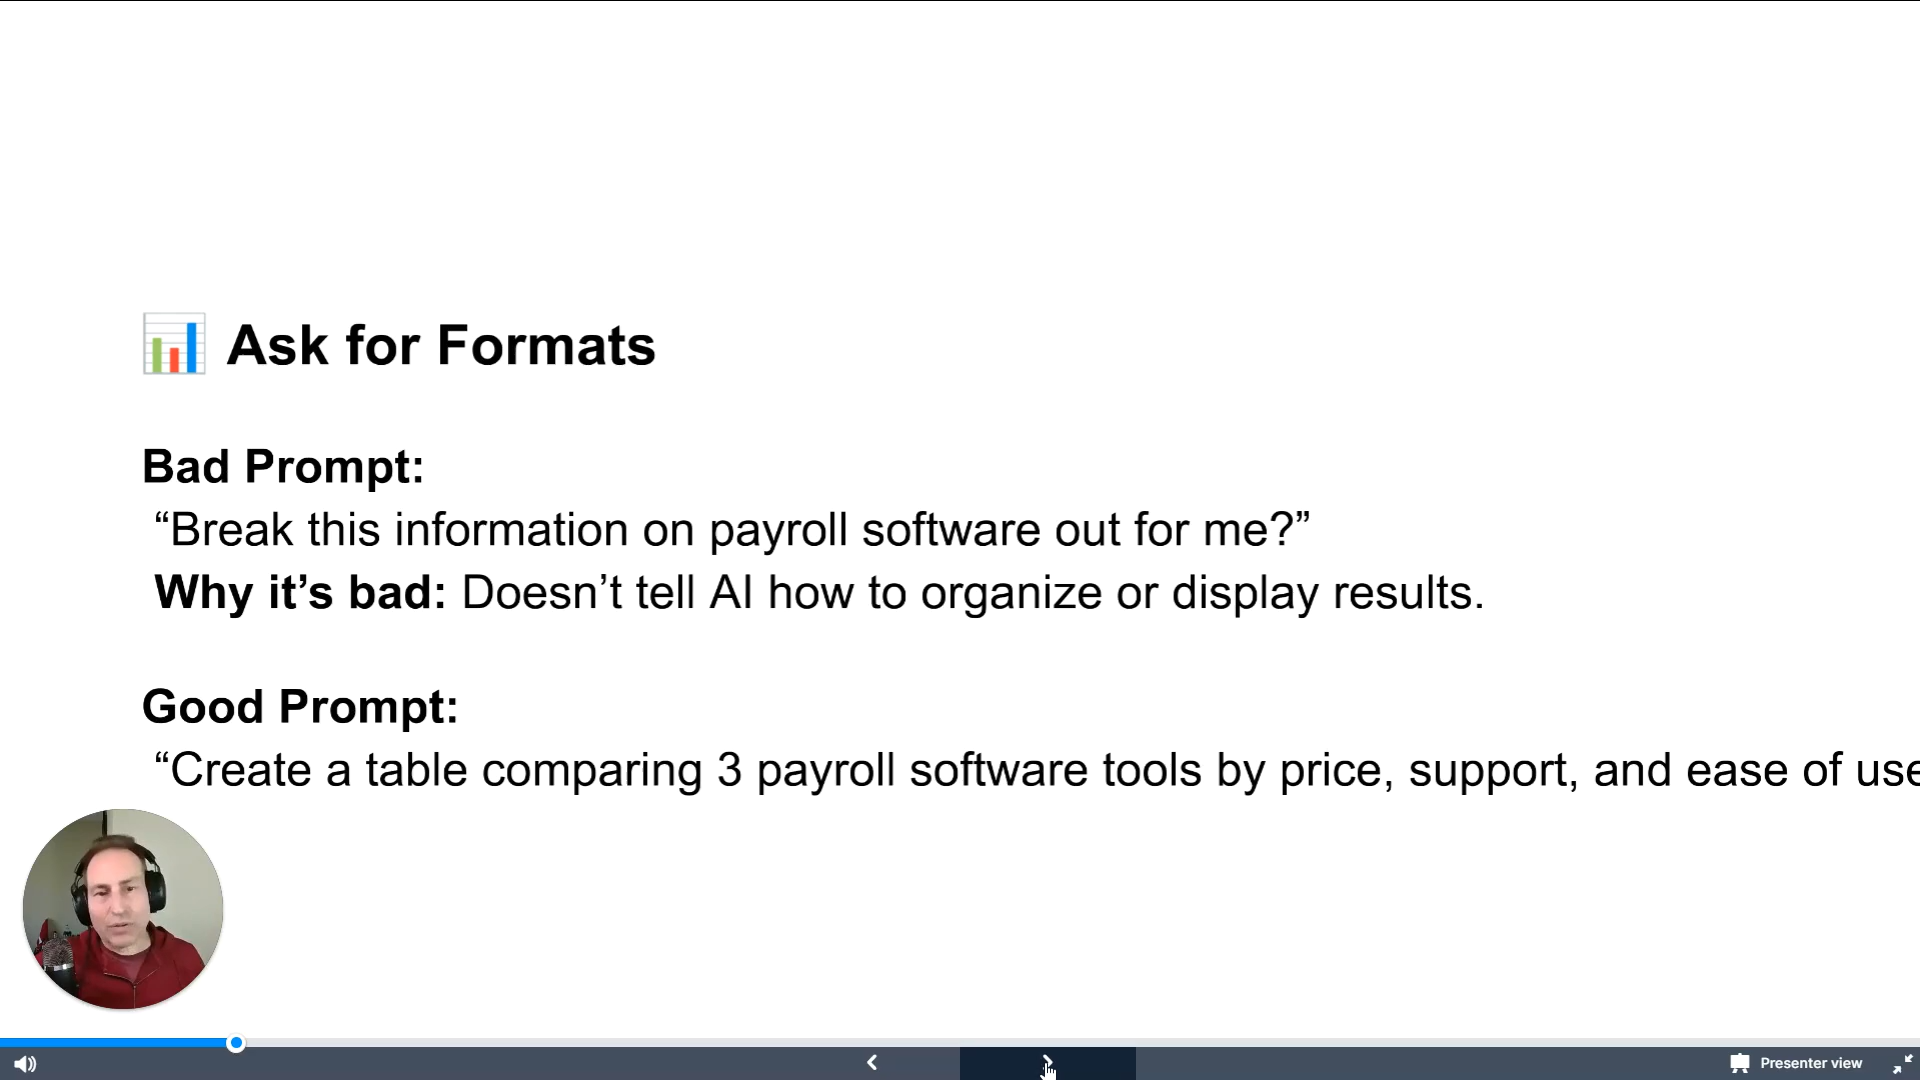 📊 Ask for Formats
Bad Prompt:
“Break this information on payroll software out for me?”
Why it’s bad: Doesn’t tell AI how to organize or display results.
Good Prompt:
“Create a table comparing 3 payroll software tools by price, support, and ease of use
Presenter view